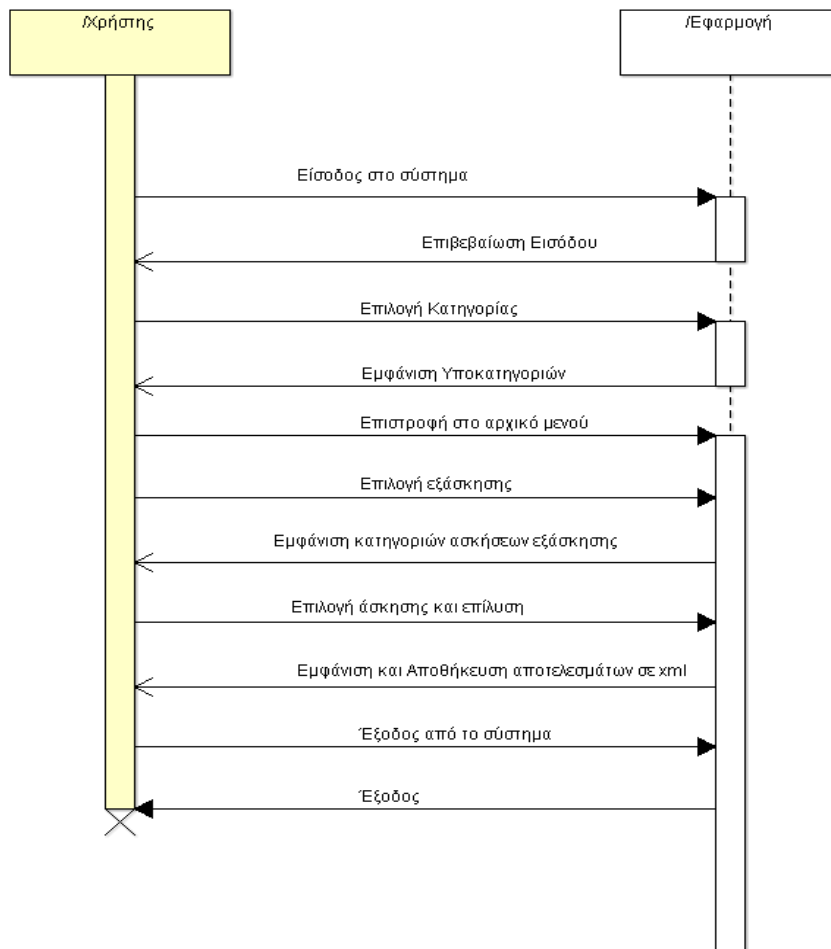 /Χρήστης
/Εφαρμογή
Είσοδος στο σύστημα
Επιβεβαίωση Εισόδου
Επιλογή Κατηγορίας
Εμφάνιση Υποκατηγοριών
Επιστροφή στο αρχικό μενού
Επιλογή εξάσκησης
Εμφάνιση κατηγοριών ασκήσεων εξάσκησης
Επιλογή άσκησης και επίλυση
Εμφάνιση και Αποθήκευση αποτελεσμάτων σε xml
Έξοδος από το σύστημα
Έξοδος